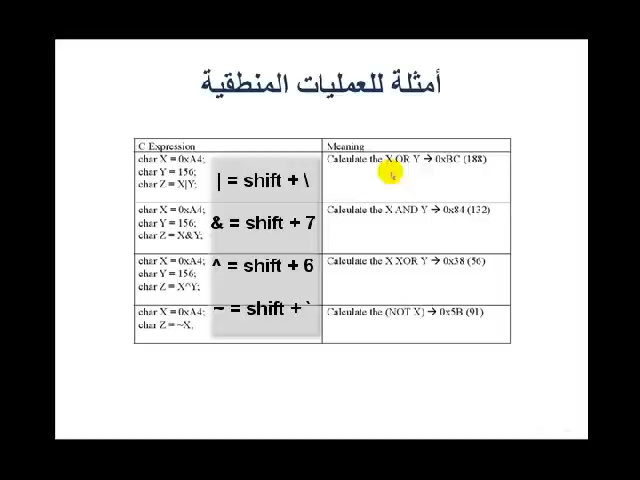 أمثلة للعمليات المنطقية
C Expression
Meaning
char X = 0xA4;
char Y = 156;
char Z = X|Y;
Calculate the X OR Y → 0xBC (188)
char X = 0xA4;
char Y = 156;
char Z = X&Y;
Calculate the X AND Y → 0x84 (132)
char X = 0xA4;
char Y = 156;
char Z = X^Y;
Calculate the X XOR Y → 0x38 (56)
char X = 0xA4;
char Z = ~X,
Calculate the (NOT X) → 0x5B (91)
| = shift + \
& = shift + 7
^ = shift + 6
~ = shift + `